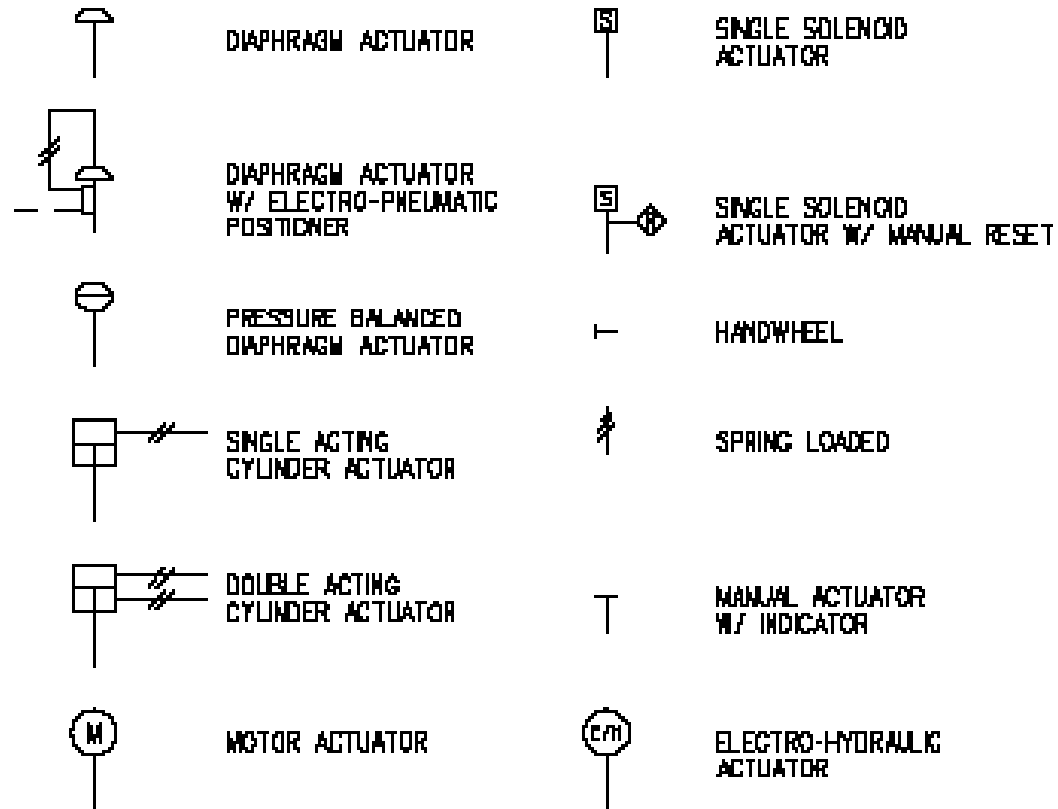 DIAPHRAGM ACTUATOR
DIAPHRAGM ACTUATOR
W/ ELECTRO-PNEUMATIC
POSITIONER
PRESSURE BALANCED
DIAPHRAGM ACTUATOR
SINGLE ACTING
CYLINDER ACTUATOR
DOUBLE ACTING
CYLINDER ACTUATOR
M
MOTOR ACTUATOR
S
SINGLE SOLENOID
ACTUATOR
S
R
SINGLE SOLENOID
ACTUATOR W/ MANUAL RESET
HANDWHEEL
SPRING LOADED
MANUAL ACTUATOR
W/ INDICATOR
E/H
ELECTRO-HYDRAULIC
ACTUATOR